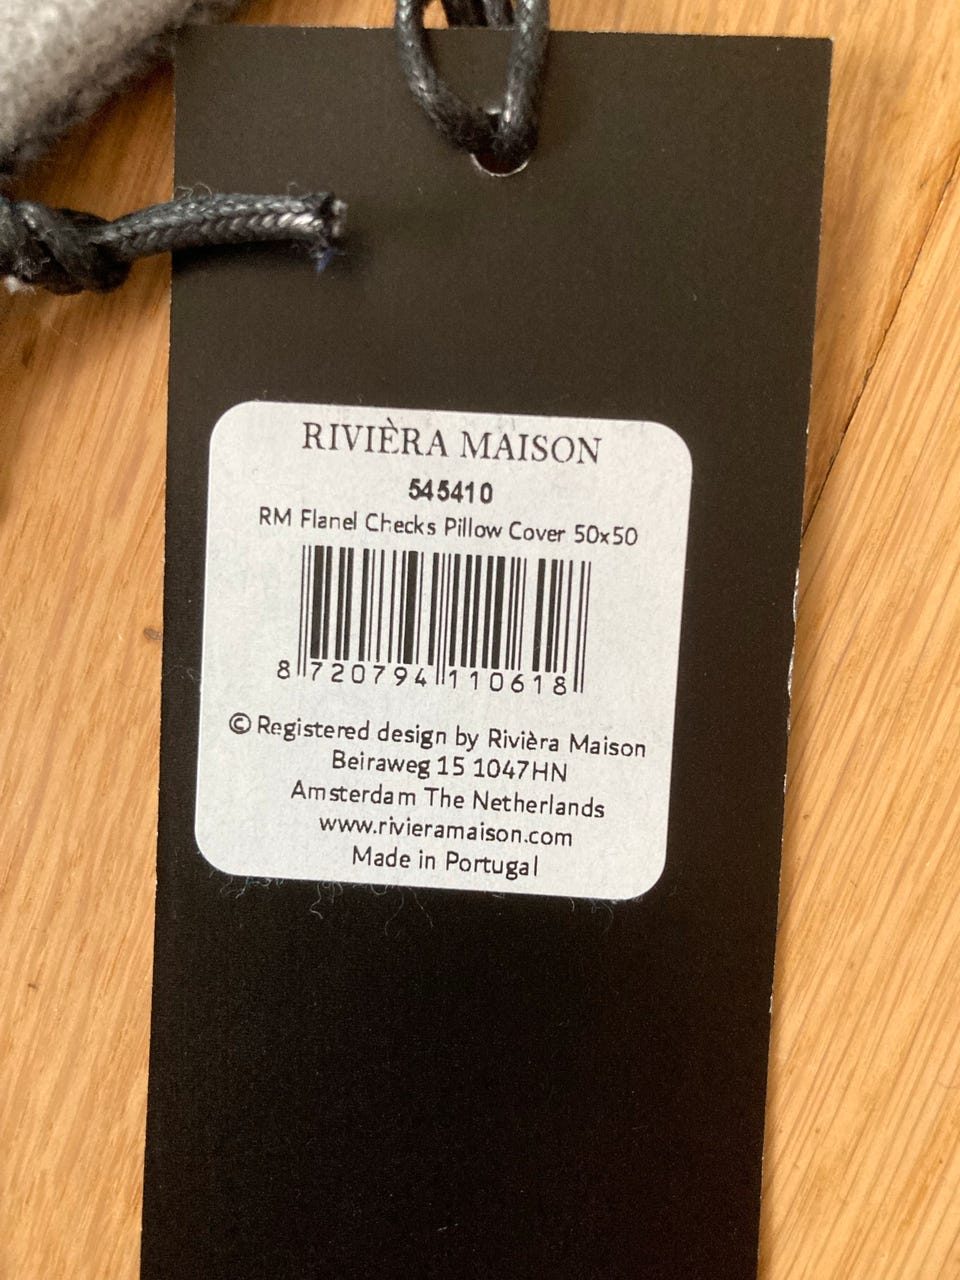 RIVIÈRA MAISON
545410
RM Flanel Checks Pillow Cover 50x50
8 720794 110618
© Registered design by Rivièra Maison
Beiraweg 15 1047HN
Amsterdam The Netherlands
www.rivieramaison.com
Made in Portugal